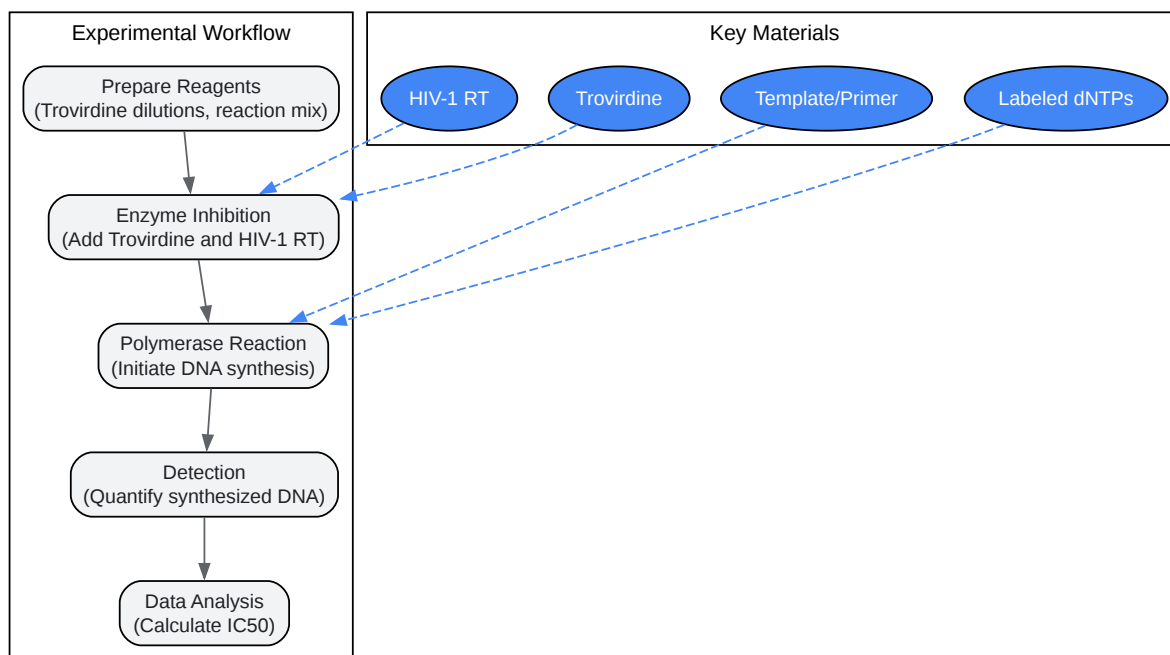 Experimental Workflow
Prepare Reagents
(Trovirdine dilutions, reaction mix)
Enzyme Inhibition
(Add Trovirdine and HIV-1 RT)
Polymerase Reaction
(Initiate DNA synthesis)
Detection
(Quantify synthesized DNA)
Data Analysis
(Calculate IC50)
Key Materials
HIV-1 RT
Trovirdine
Template/Primer
Labeled dNTPs